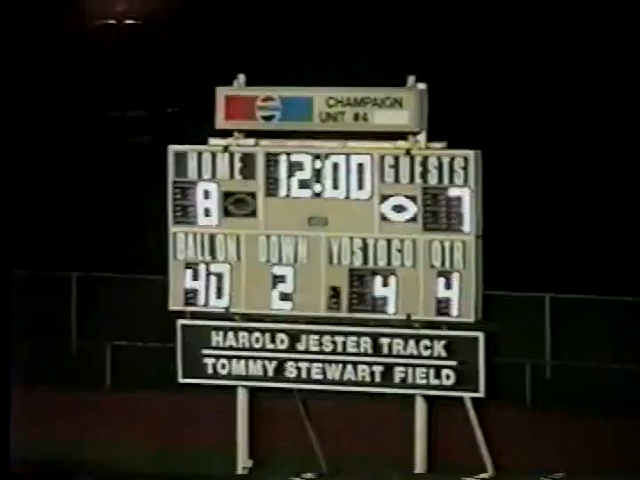 CHAMPAIGN
UNIT #4
HOME 12:00 GUESTS
8 7
BALL ON DOWN YDS TO GO QTR
40 2 4 4
HAROLD JESTER TRACK
TOMMY STEWART FIELD